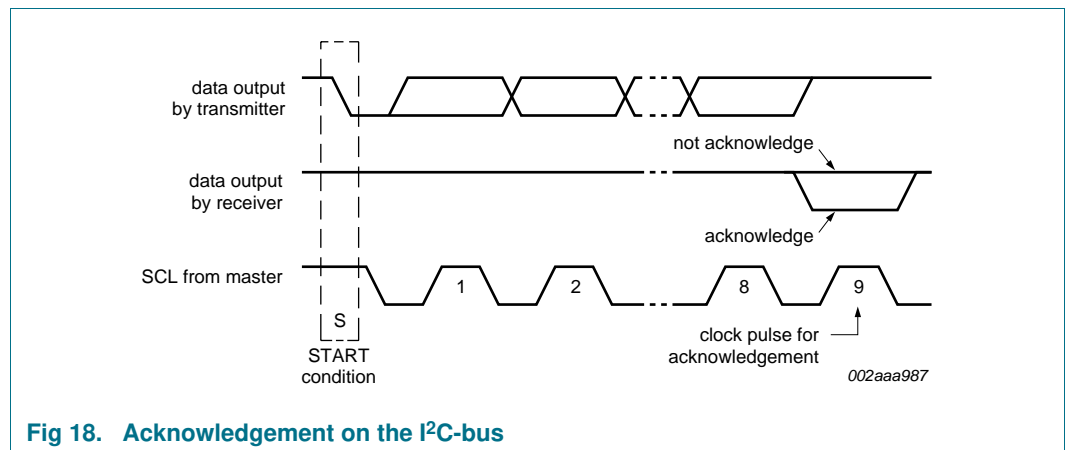 data output
by transmitter
not acknowledge
data output
by receiver
acknowledge
SCL from master
1
2
8
9
S
START
condition
clock pulse for
acknowledgement
002aaa987
Fig 18. Acknowledgement on the I²C-bus